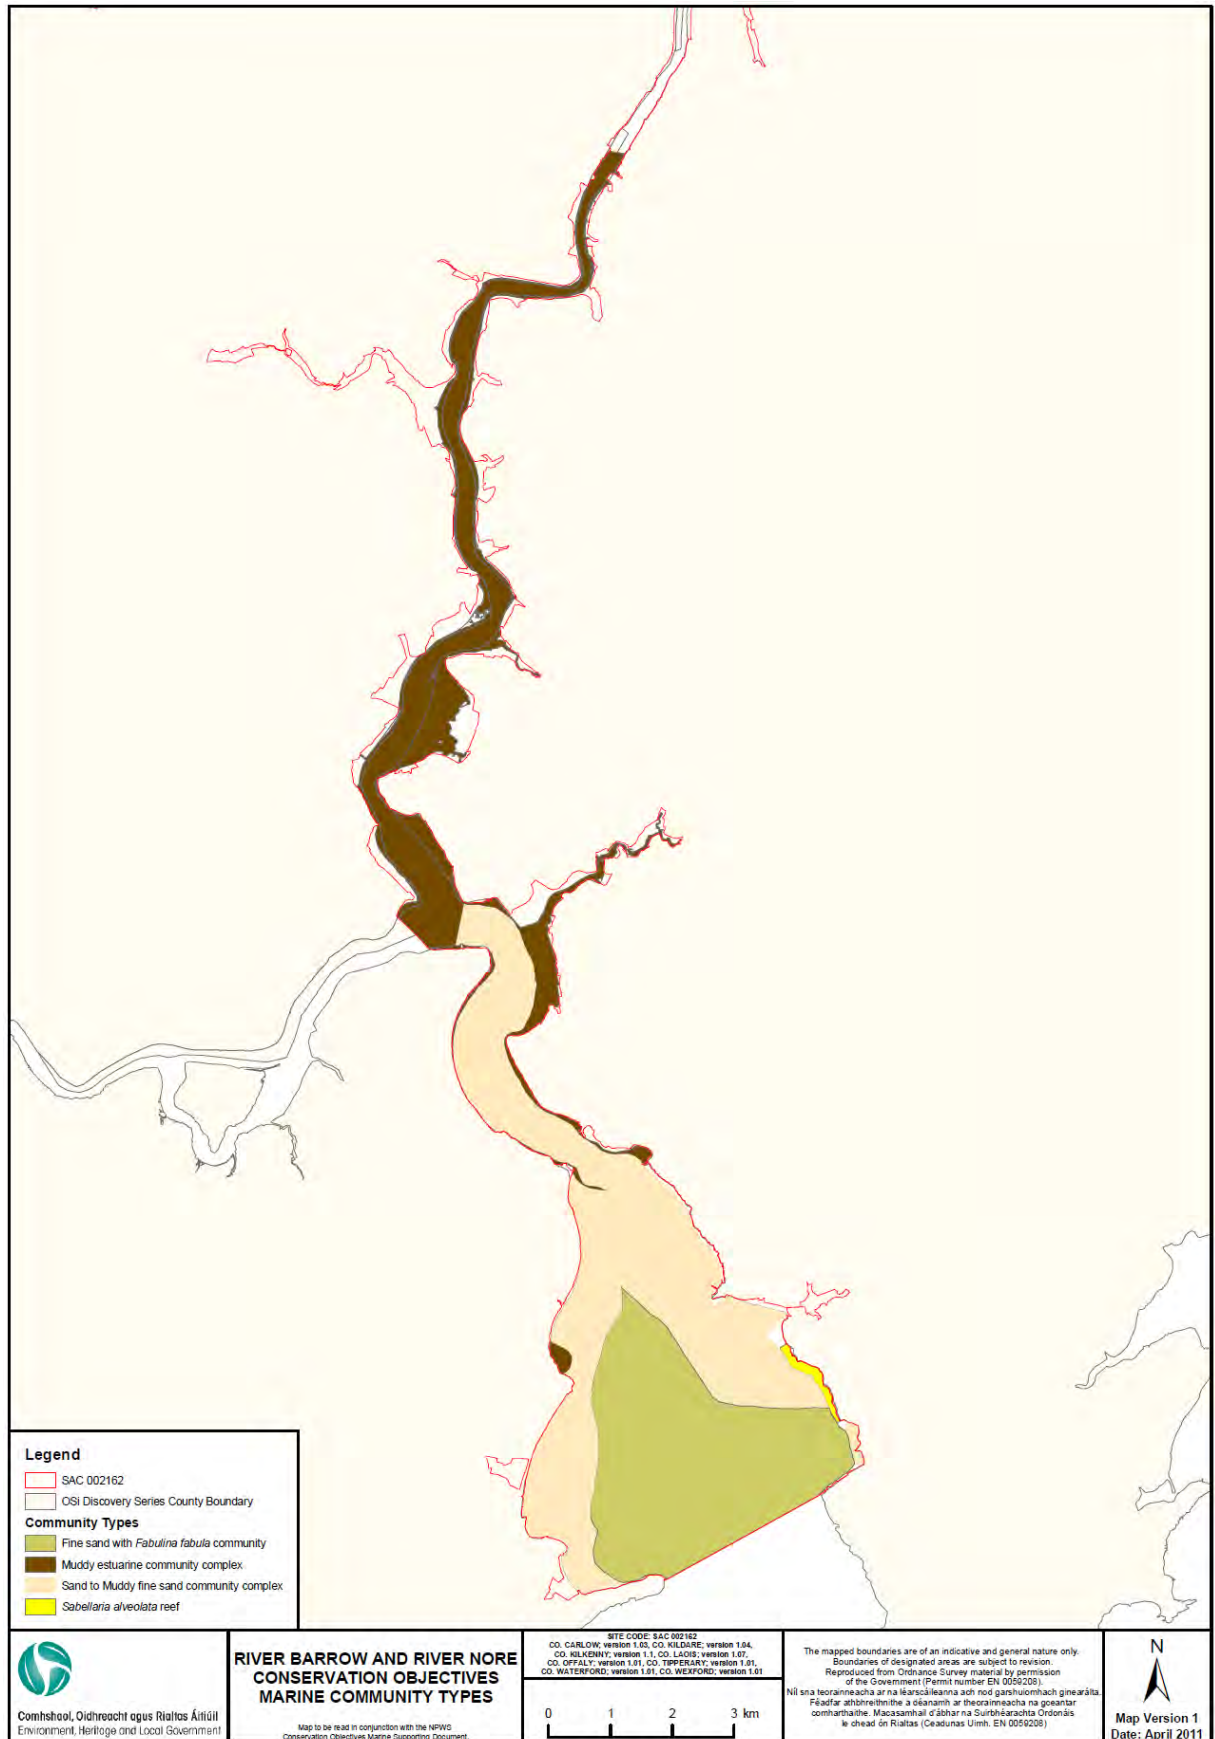 Legend
SAC 002162
OSi Discovery Series County Boundary
Community Types
Fine sand with Fabulina fabula community
Muddy estuarine community complex
Sand to Muddy fine sand community complex
Sabellaria alveolata reef
Comhshaol, Oidhreacht agus Rialtas Áitiúil
Environment, Heritage and Local Government
RIVER BARROW AND RIVER NORE
CONSERVATION OBJECTIVES
MARINE COMMUNITY TYPES
Map to be read in conjunction with the NPWS
Conservation Objectives Marine Supporting Document.
SITE CODE: SAC 002162
CO. CARLOW; version 1.03, CO. KILDARE; version 1.04,
CO. KILKENNY; version 1.1, CO. LAOIS; version 1.07,
CO. OFFALY; version 1.01, CO. TIPPERARY; version 1.01,
CO. WATERFORD; version 1.01, CO. WEXFORD; version 1.01
0 1 2 3 km
The mapped boundaries are of an indicative and general nature only.
Boundaries of designated areas are subject to revision.
Reproduced from Ordnance Survey material by permission
of the Government (Permit number EN 0059208).
Níl sna teorainneacha ar na léarscáileanna ach nod garshuíomhach ginearálta.
Féadfar athbhreithnithe a déanamh ar theorainneacha na gceantar
comharthaithe. Macasamhail d'ábhar na Suirbhéarachta Ordonáis
le chead ón Rialtas (Ceadunas Uimh. EN 0059208)
N
Map Version 1
Date: April 2011